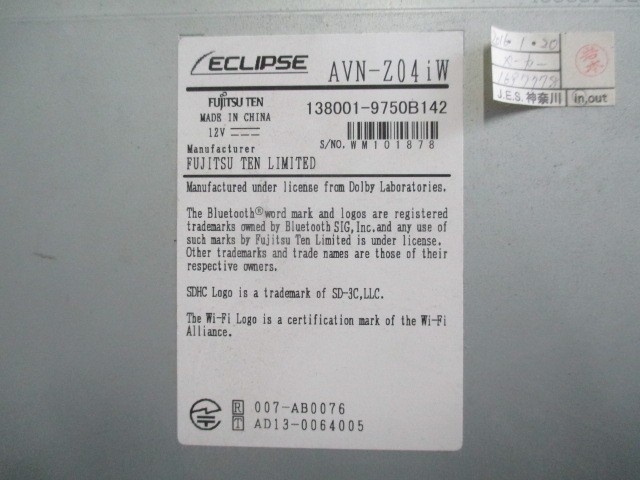 ECLIPSE AVN-Z04iW
FUJITSU TEN
138001-9750B142
MADE IN CHINA
12V
S/NO. WM101878
Manufacturer
FUJITSU TEN LIMITED
Manufactured under license from Dolby Laboratories.
The Bluetooth® word mark and logos are registered
trademarks owned by Bluetooth SIG, Inc. and any use of
such marks by Fujitsu Ten Limited is under license.
Other trademarks and trade names are those of their
respective owners.
SDHC Logo is a trademark of SD-3C, LLC.
The Wi-Fi Logo is a certification mark of the Wi-Fi
Alliance.
R 007-AB0076
T AD13-0064005
J.E.S. 神奈川 in,out